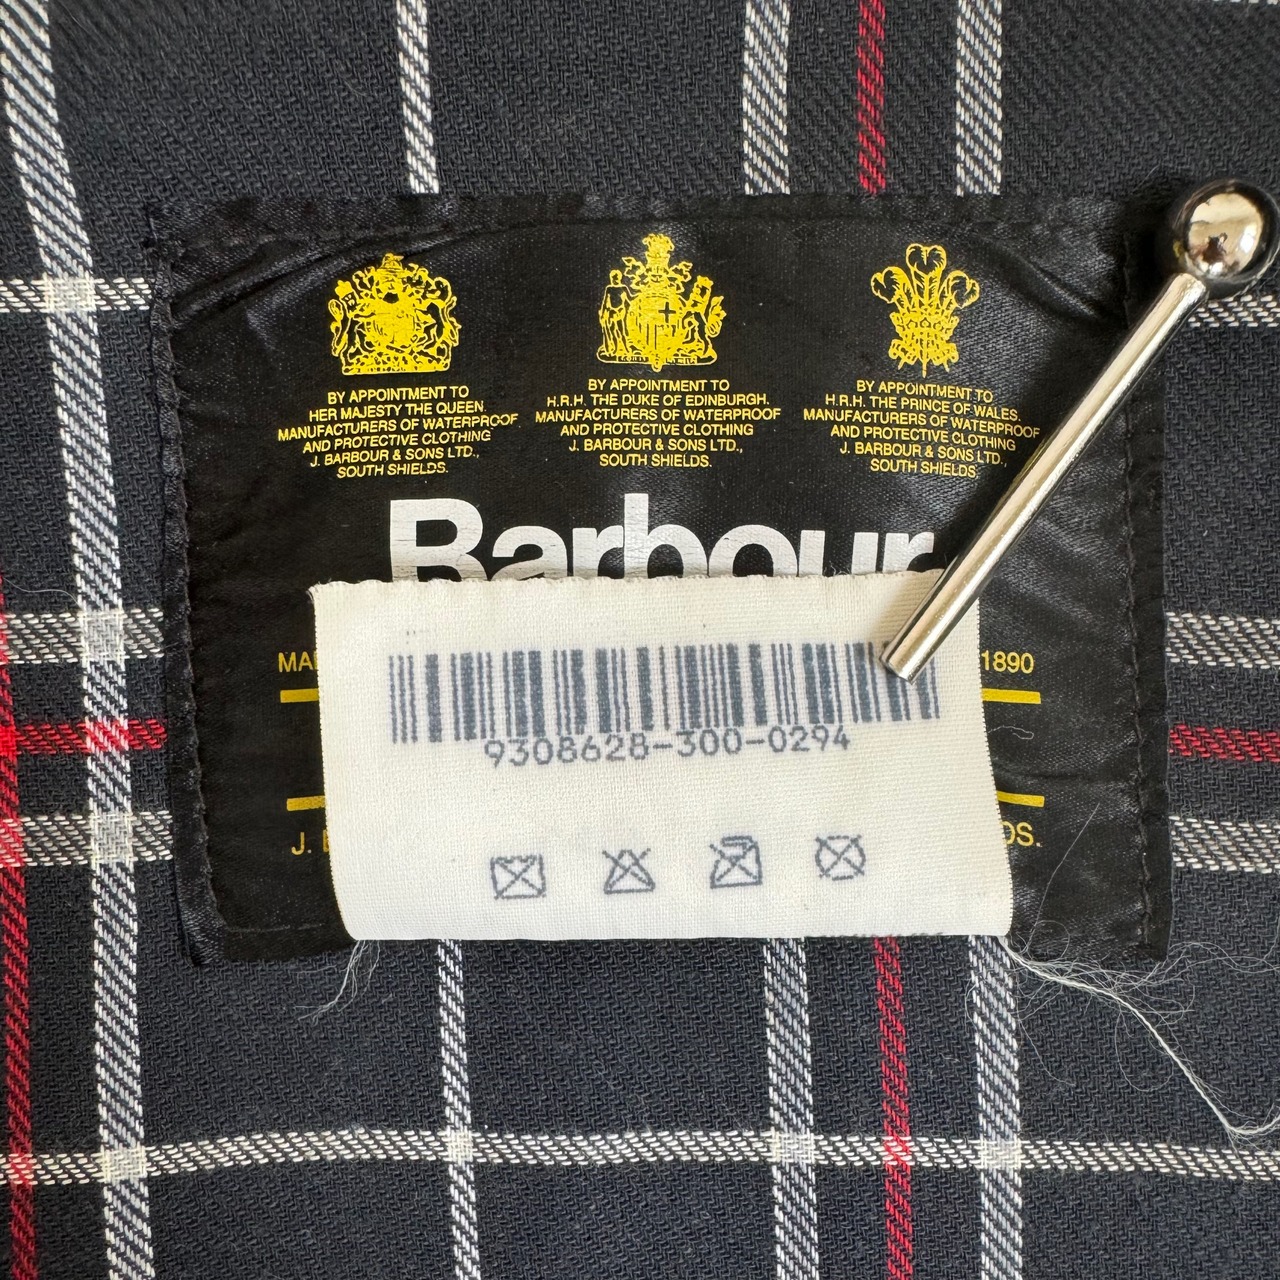 BY APPOINTMENT TO
HER MAJESTY THE QUEEN.
MANUFACTURERS OF WATERPROOF
AND PROTECTIVE CLOTHING
J. BARBOUR & SONS LTD.,
SOUTH SHIELDS.
BY APPOINTMENT TO
H.R.H. THE DUKE OF EDINBURGH.
MANUFACTURERS OF WATERPROOF
AND PROTECTIVE CLOTHING
J. BARBOUR & SONS LTD.,
SOUTH SHIELDS.
BY APPOINTMENT TO
H.R.H. THE PRINCE OF WALES.
MANUFACTURERS OF WATERPROOF
AND PROTECTIVE CLOTHING
J. BARBOUR & SONS LTD.,
SOUTH SHIELDS.
Barbour
1890
9308628-300-0294
J.